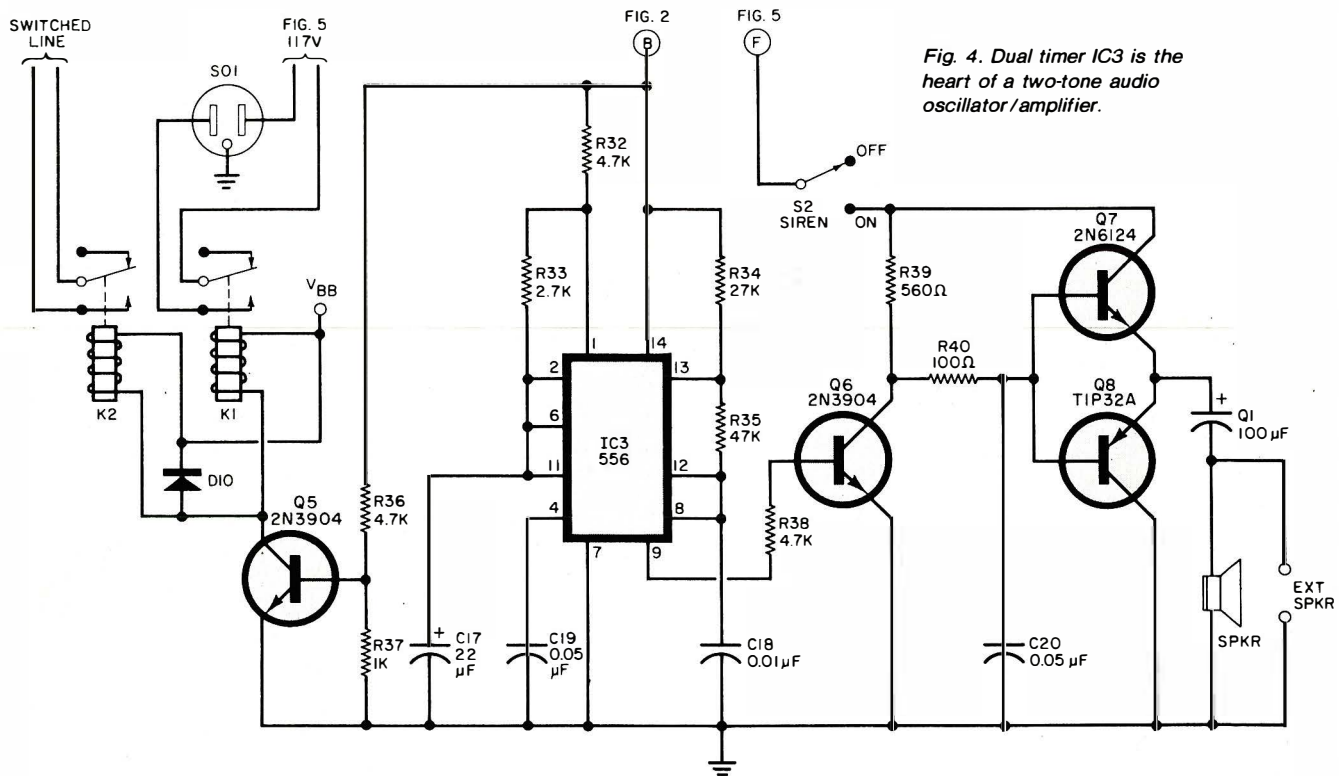 SWITCHED
LINE
FIG. 5
117V
SO1
FIG. 2
B
FIG. 5
F
Fig. 4. Dual timer IC3 is the
heart of a two-tone audio
oscillator/amplifier.
R32
4.7K
OFF
S2
SIREN
ON
Q7
2N6124
VBB
R33
2.7K
R34
27K
R39
560Ω
1
14
2
13
R40
100Ω
K2
K1
6
R35
47K
Q6
2N3904
Q8
TIP32A
+
Q1
100µF
IC3
556
11
12
D10
Q5
2N3904
R36
4.7K
4
8
7
9
R38
4.7K
R37
1K
+
C17
22
µF
C19
0.05
µF
C18
0.01µF
C20
0.05µF
SPKR
EXT
SPKR